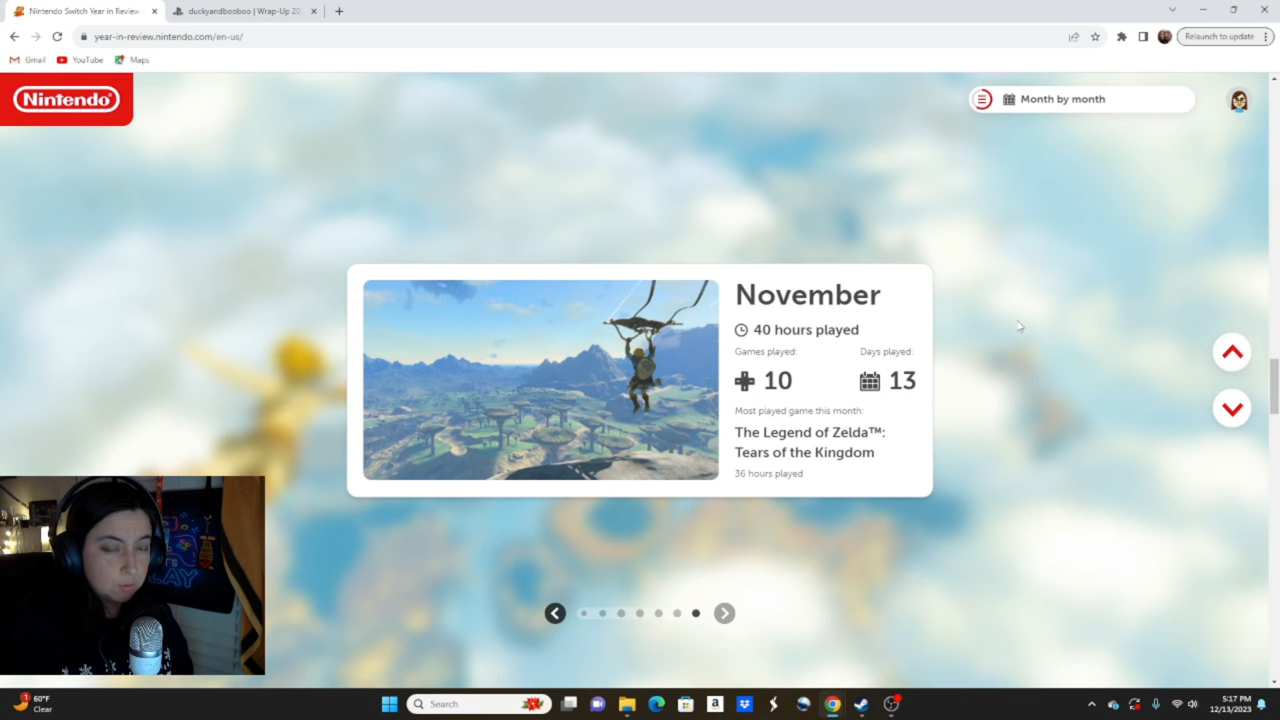 Nintendo Switch Year in Review
duckyandbooboo | Wrap-Up 20
year-in-review.nintendo.com/en-us/
Relaunch to update
Gmail
YouTube
Maps
Nintendo
Month by month
November
40 hours played
Games played:
Days played:
10
13
Most played game this month:
The Legend of Zelda™:
Tears of the Kingdom
36 hours played
LAY
1
60°F
Clear
Search
5:17 PM
12/13/2023